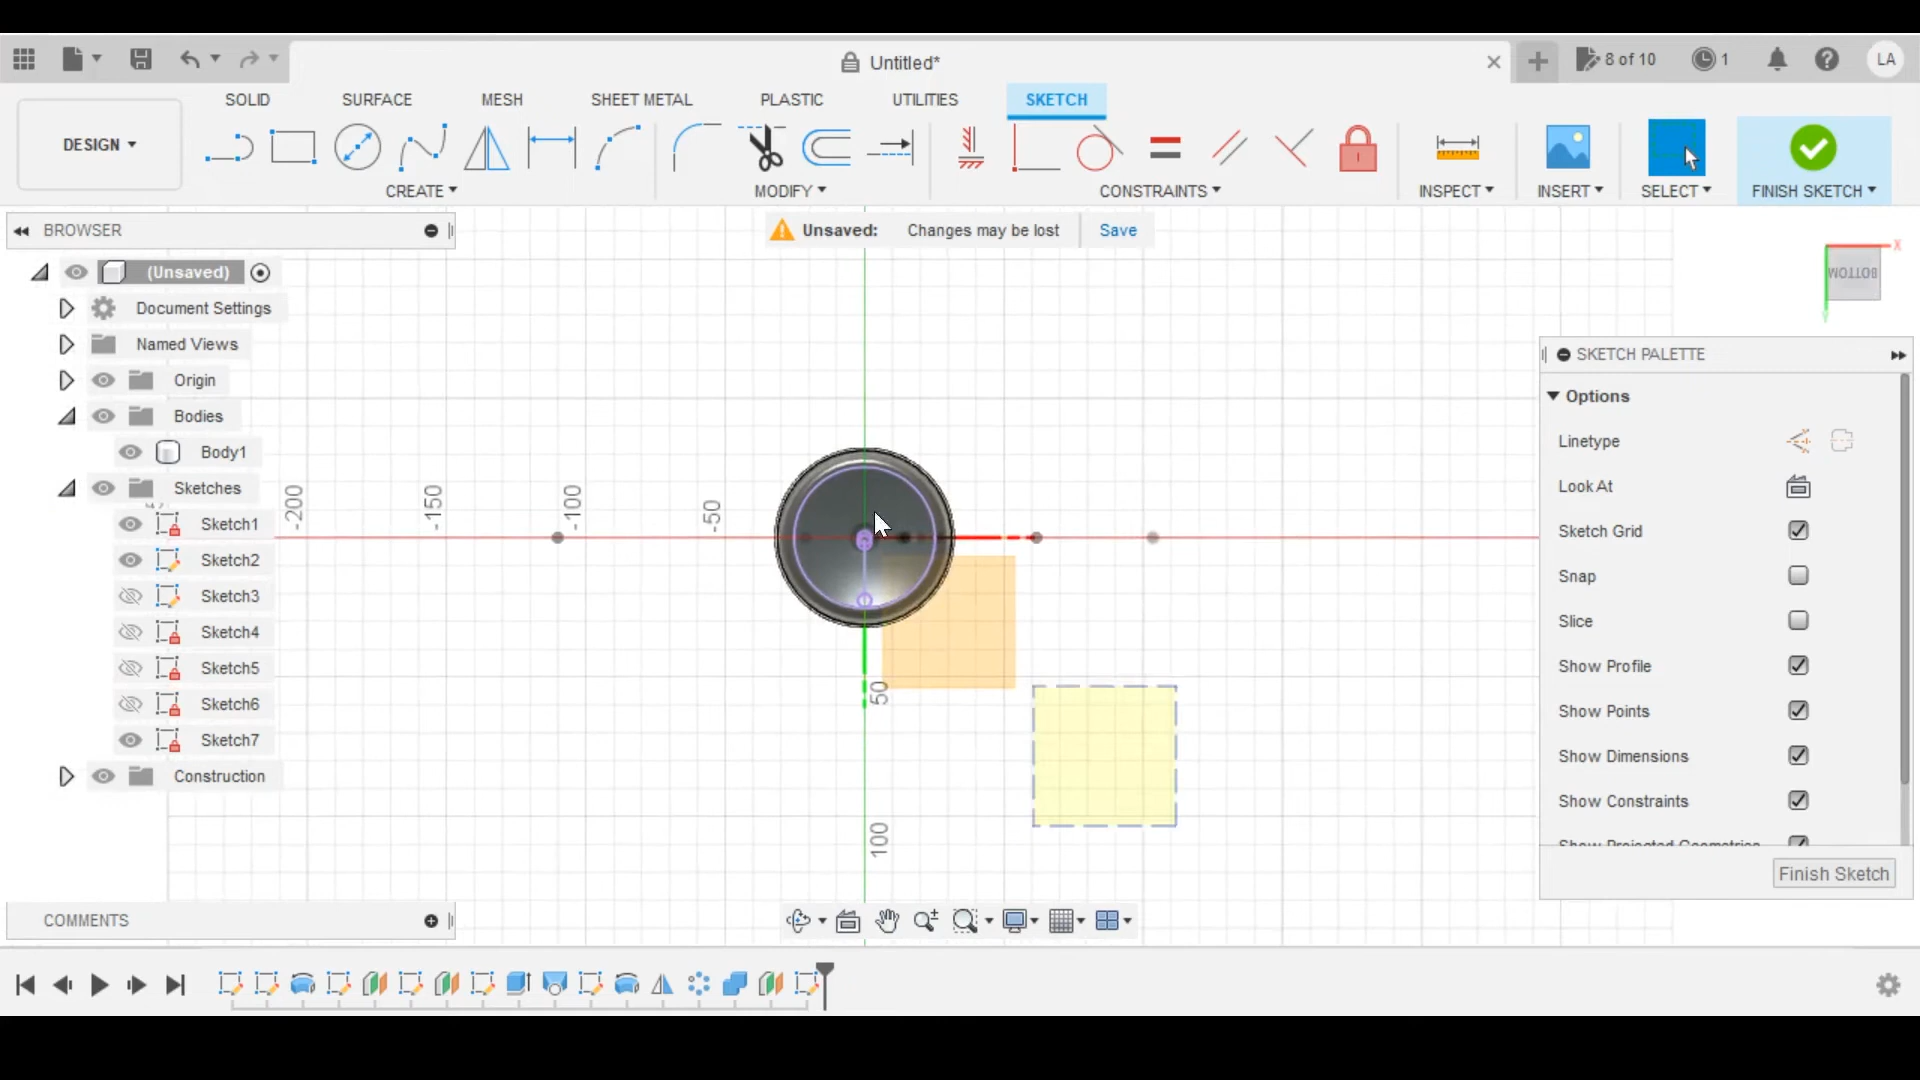 Untitled*
8 of 10
1
LA
DESIGN
SOLID
SURFACE
MESH
SHEET METAL
PLASTIC
UTILITIES
SKETCH
CREATE
MODIFY
CONSTRAINTS
INSPECT
INSERT
SELECT
FINISH SKETCH
BROWSER
Unsaved:
Changes may be lost
Save
(Unsaved)
Document Settings
Named Views
Origin
Bodies
Body1
Sketches
Sketch1
Sketch2
Sketch3
Sketch4
Sketch5
Sketch6
Sketch7
Construction
-200
-150
-100
-50
50
100
X
BOTTOM
SKETCH PALETTE
Options
Linetype
Look At
Sketch Grid
Snap
Slice
Show Profile
Show Points
Show Dimensions
Show Constraints
Show Projected Geometries
Finish Sketch
COMMENTS